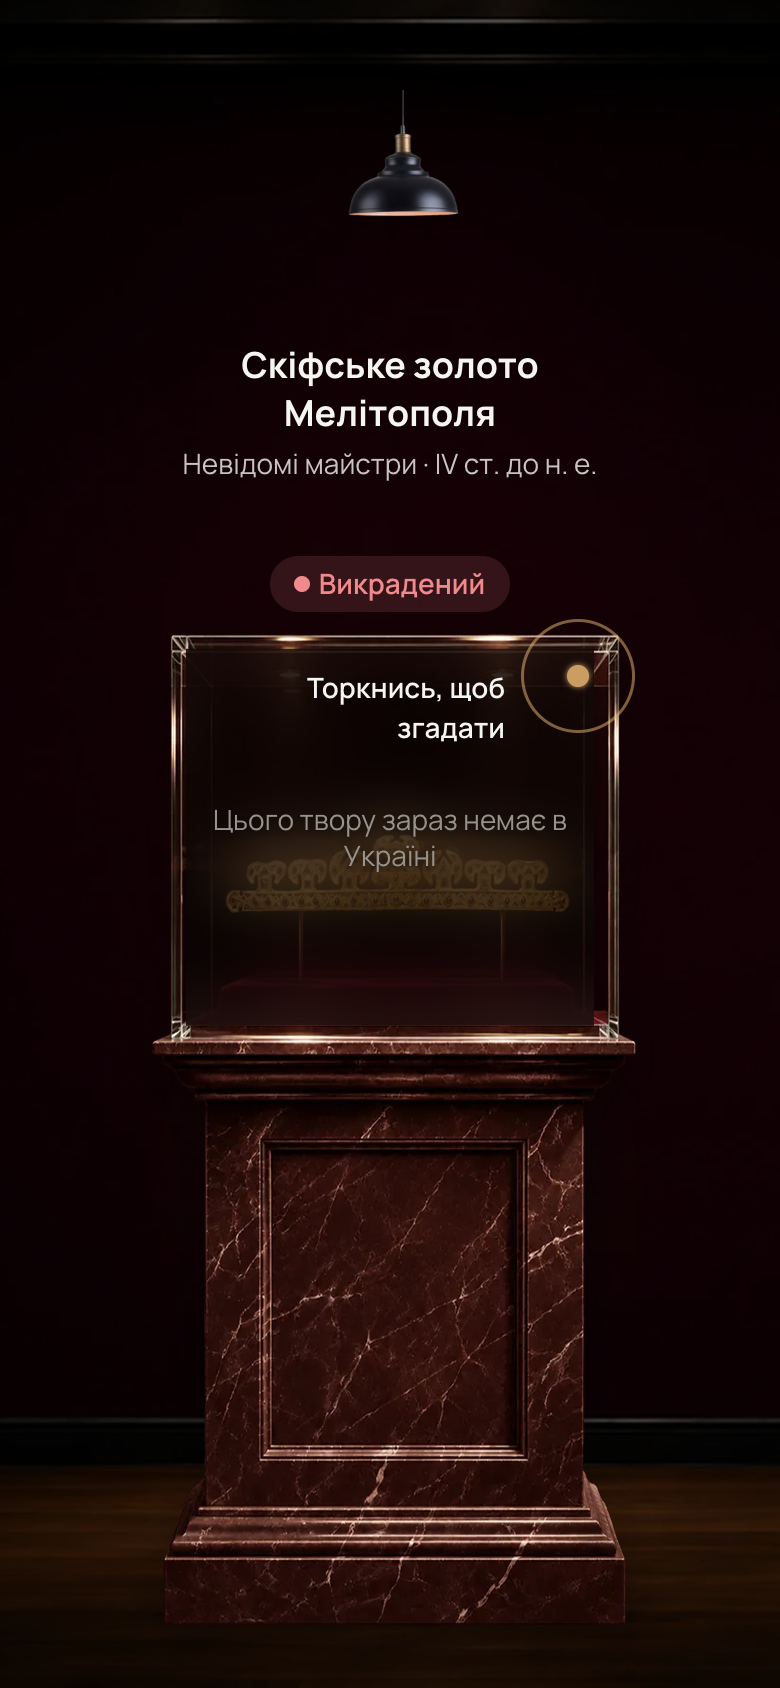 Скіфське золото
Мелітополя
Невідомі майстри · IV ст. до н. е.
Викрадений
Торкнись, щоб
згадати
Цього твору зараз немає в
Україні